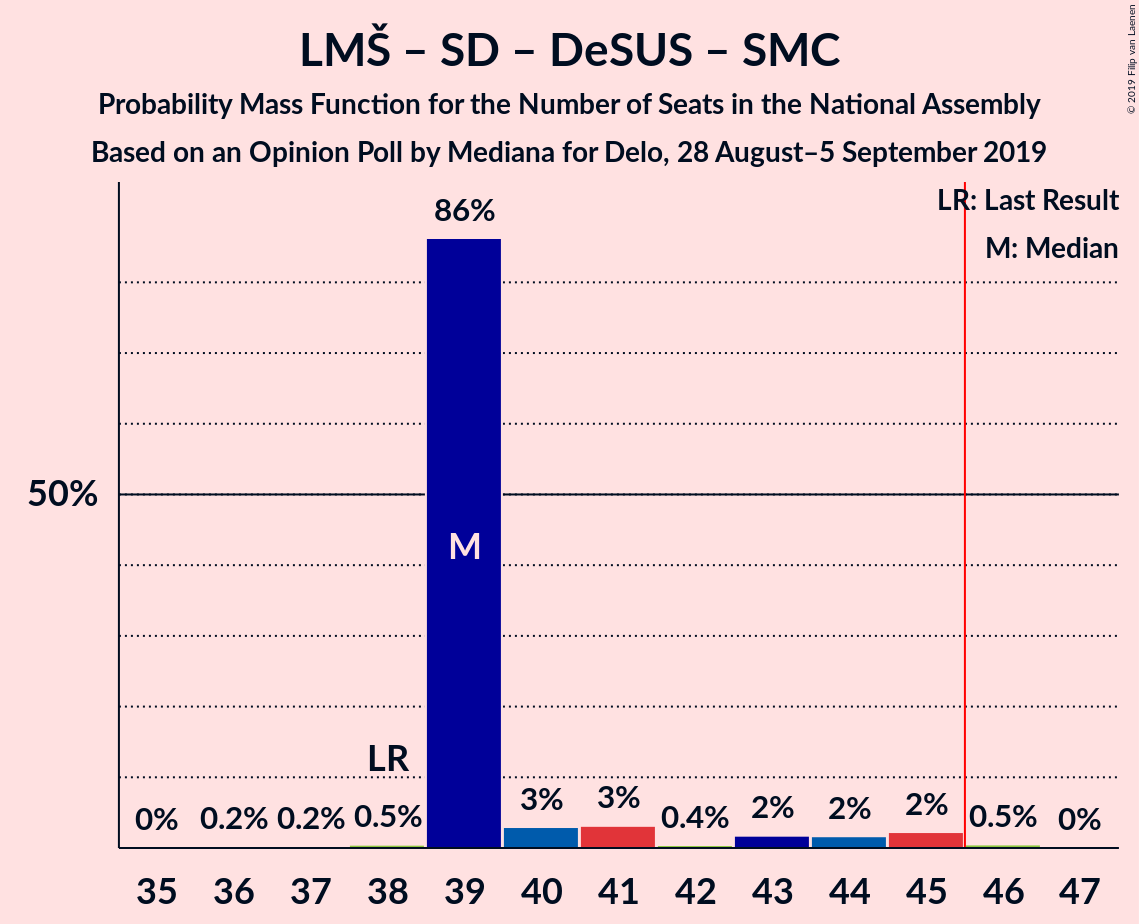 LMŠ – SD – DeSUS – SMC
Probability Mass Function for the Number of Seats in the National Assembly
Based on an Opinion Poll by Mediana for Delo, 28 August–5 September 2019
© 2019 Filip van Laenen
LR: Last Result
M: Median
86%
50%
M
LR
0% 0.2% 0.2% 0.5% 3% 3% 0.4% 2% 2% 2% 0.5% 0%
35 36 37 38 39 40 41 42 43 44 45 46 47